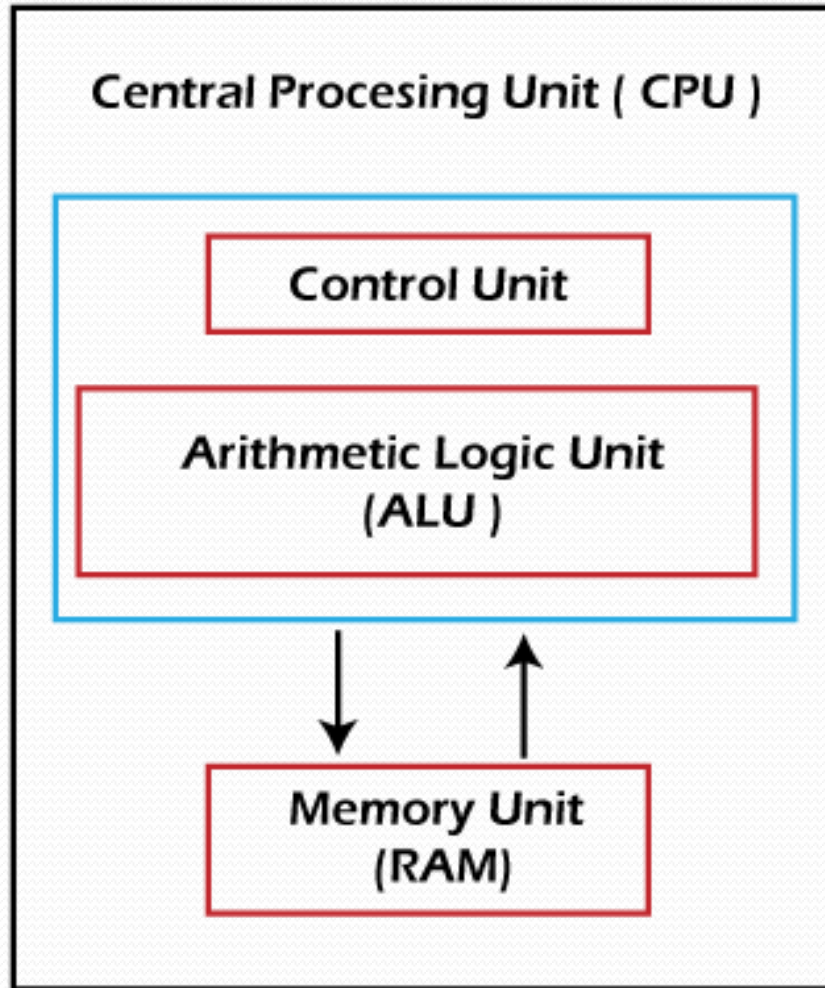 Central Procesing Unit ( CPU )
Control Unit
Arithmetic Logic Unit
(ALU )
Memory Unit
(RAM)